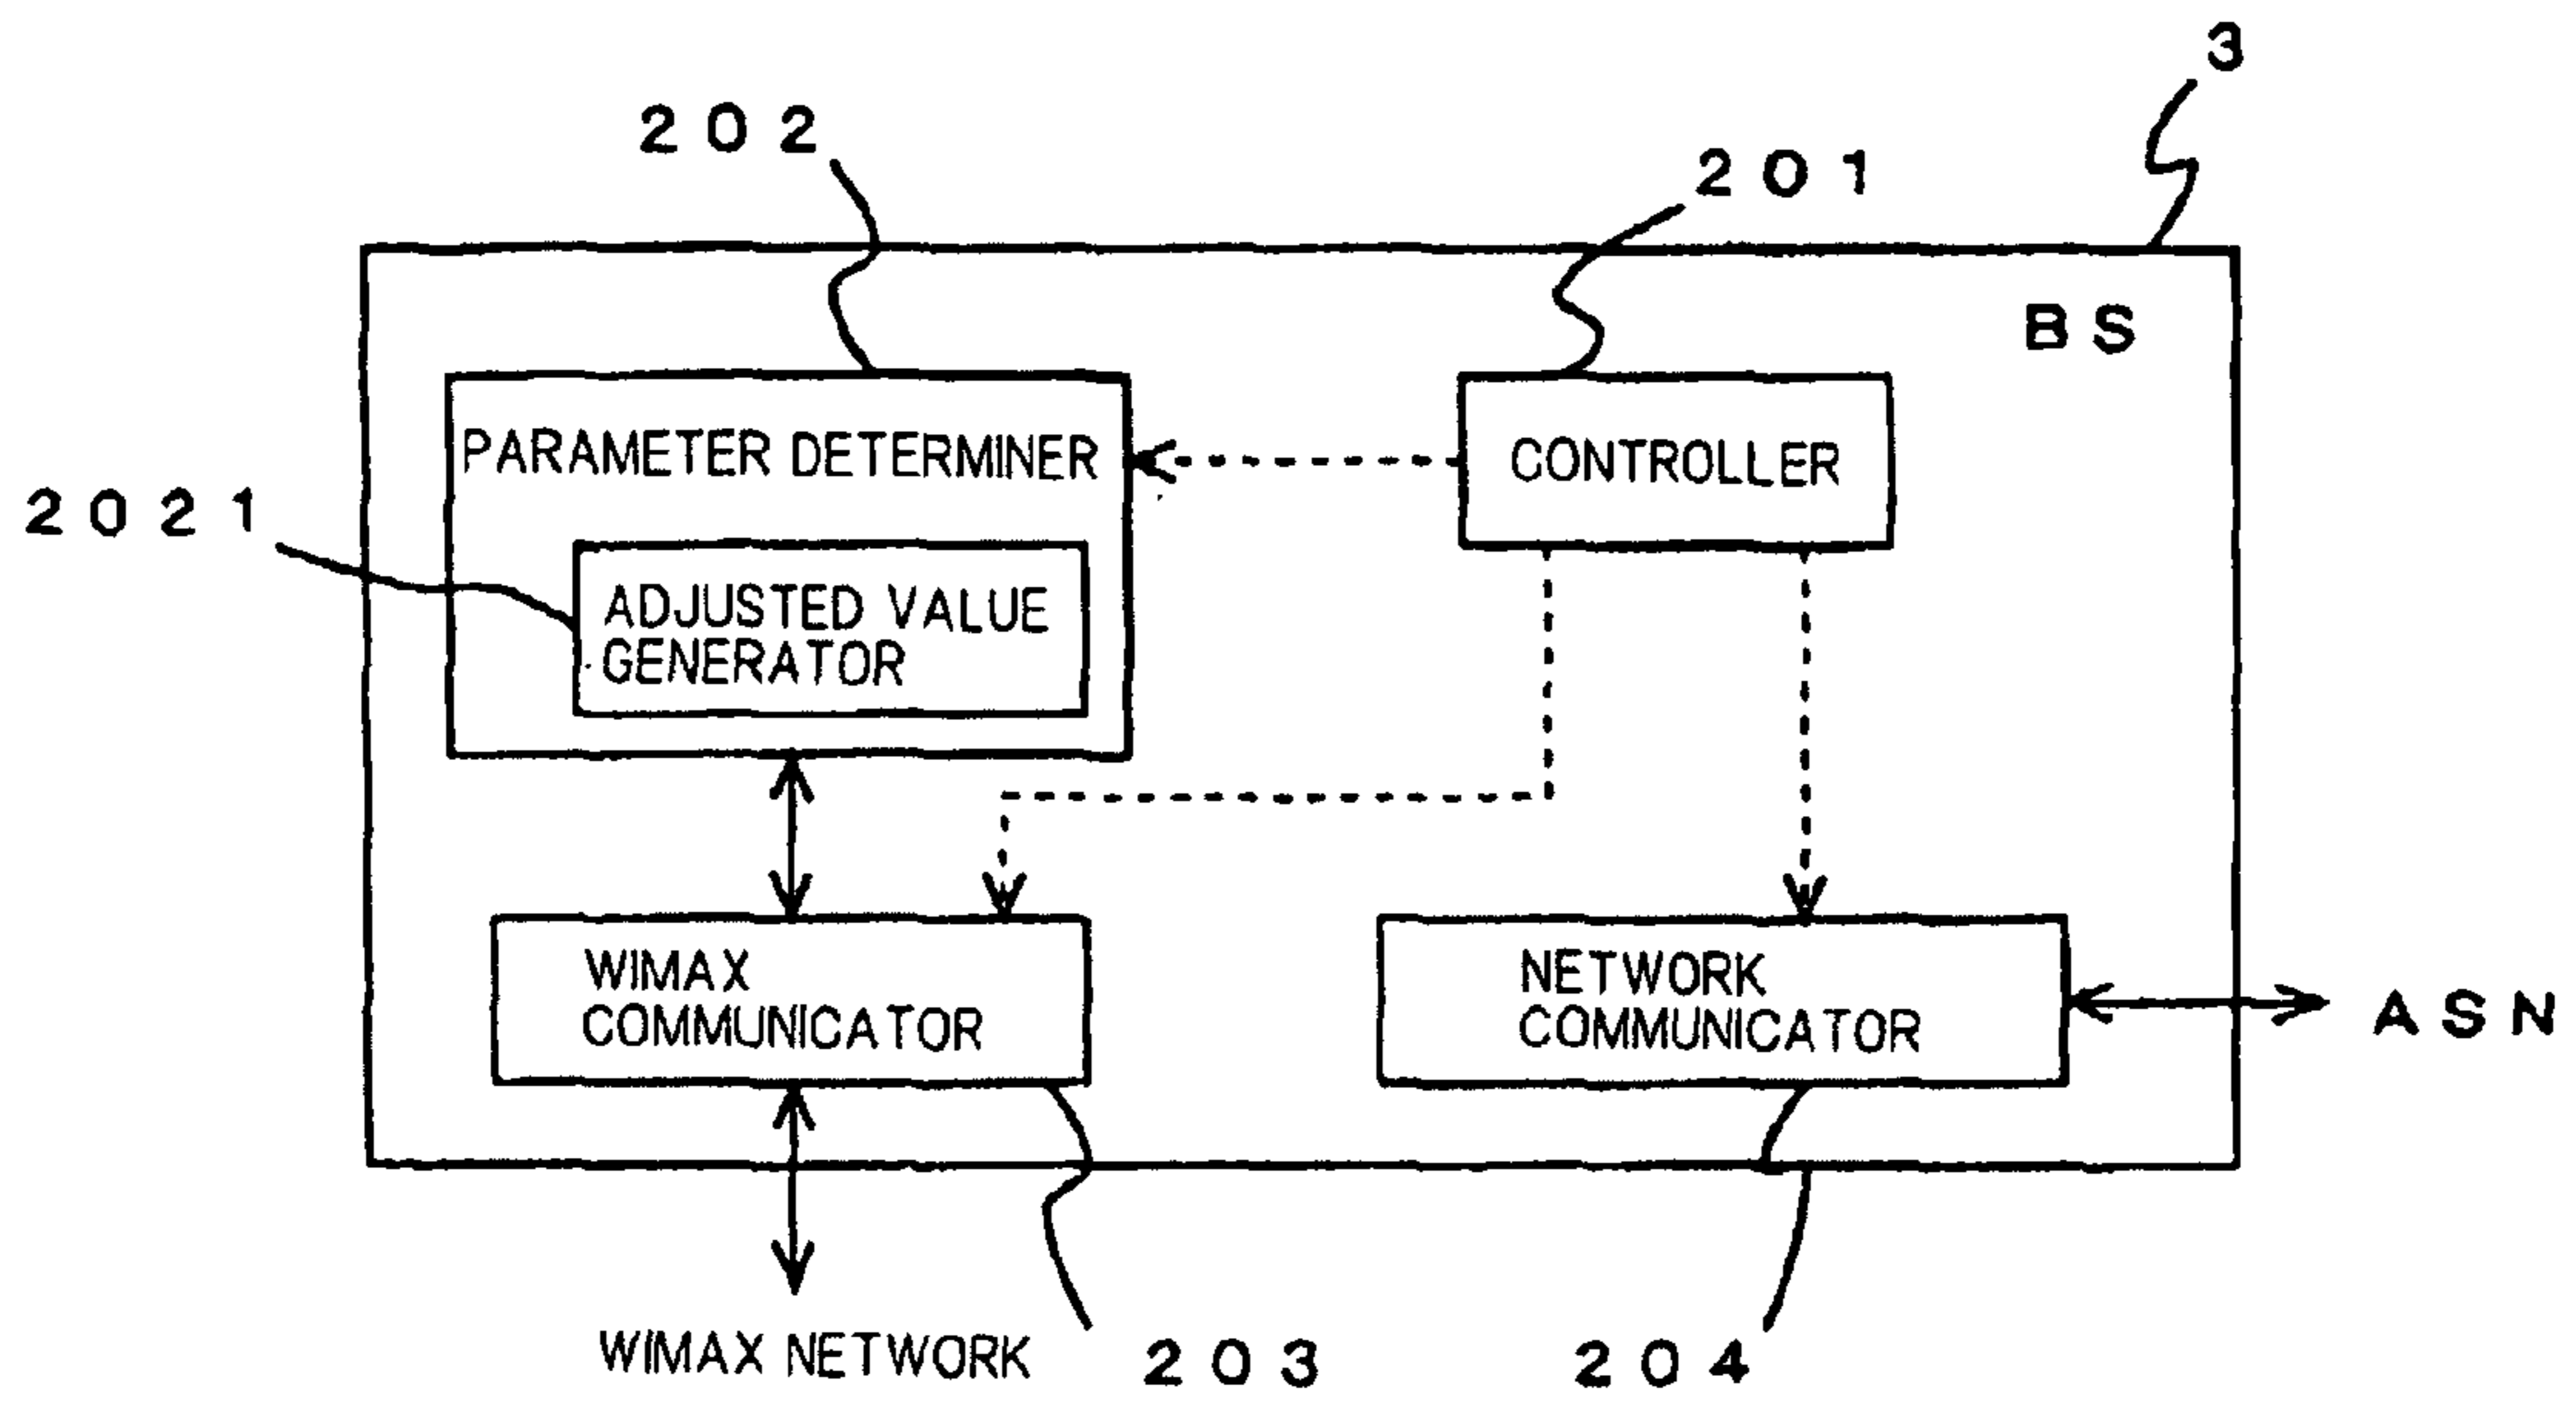 3
202
201
BS
PARAMETER DETERMINER
CONTROLLER
2021
ADJUSTED VALUE
GENERATOR
WIMAX
COMMUNICATOR
NETWORK
COMMUNICATOR
ASN
WIMAX NETWORK
203
204